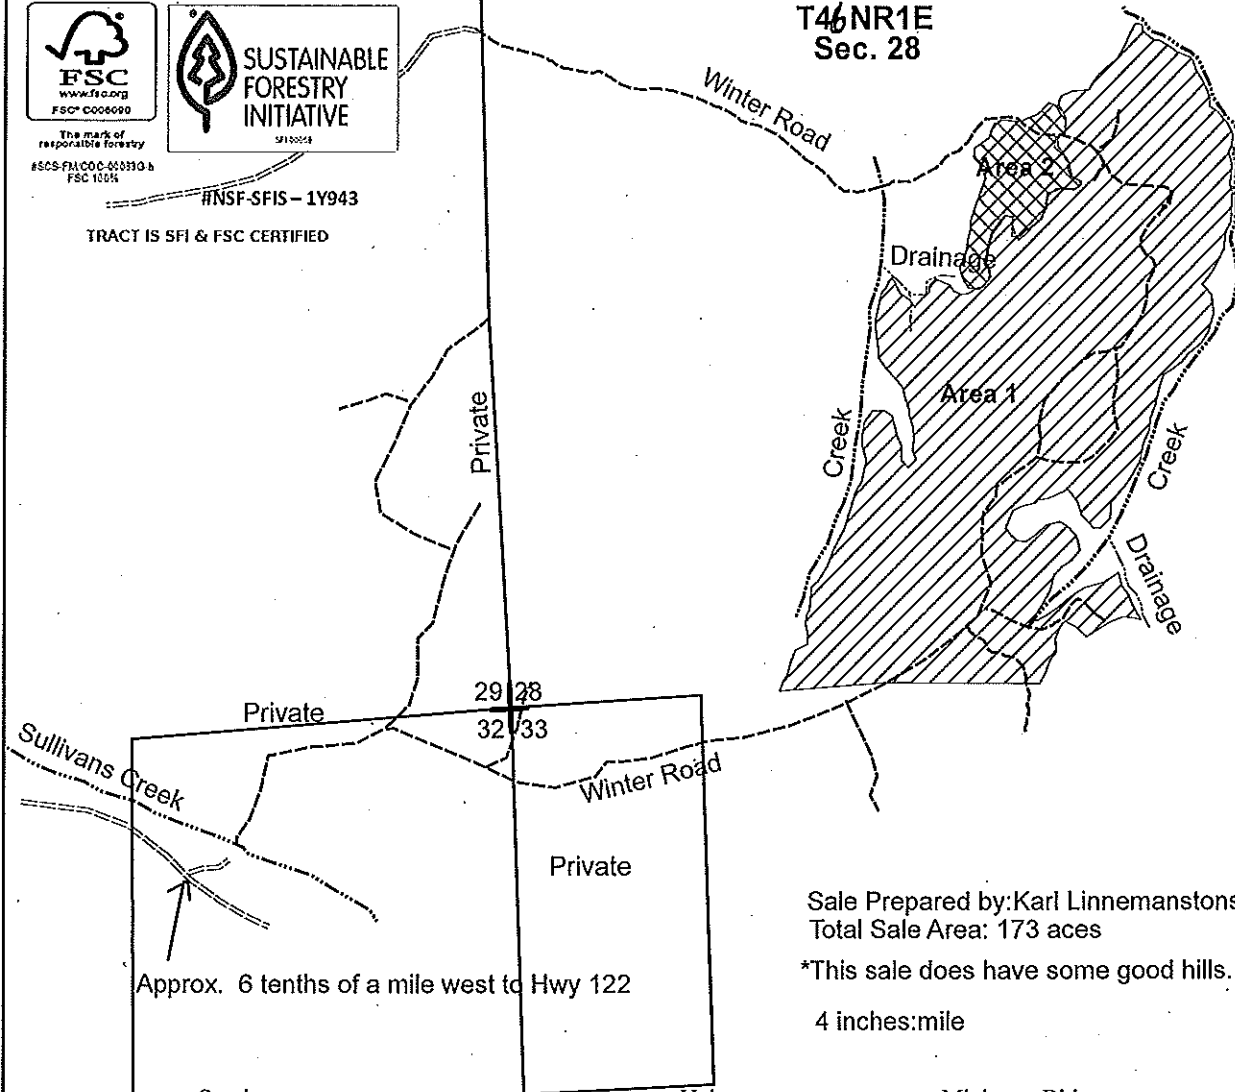 T46NR1E
Sec. 28
FSC
www.fsc.org
FSC® C006090
The mark of
responsible forestry
FSC 100%
SUSTAINABLE
FORESTRY
INITIATIVE
#NSF-SFIS – 1Y943
TRACT IS SFI & FSC CERTIFIED
Winter Road
Area 2
Drainage
Area 1
Private
Creek
Creek
Drainage
29 28
32 33
Private
Sullivans Creek
Winter Road
Private
Approx. 6 tenths of a mile west to Hwy 122
Sale Prepared by:Karl Linnemanstons
Total Sale Area: 173 aces
*This sale does have some good hills.
4 inches:mile